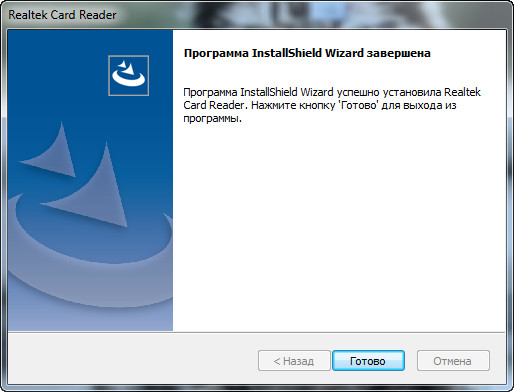 Realtek Card Reader
Программа InstallShield Wizard завершена
Программа InstallShield Wizard успешно установила Realtek
Card Reader. Нажмите кнопку 'Готово' для выхода из
программы.
< Назад
Готово
Отмена